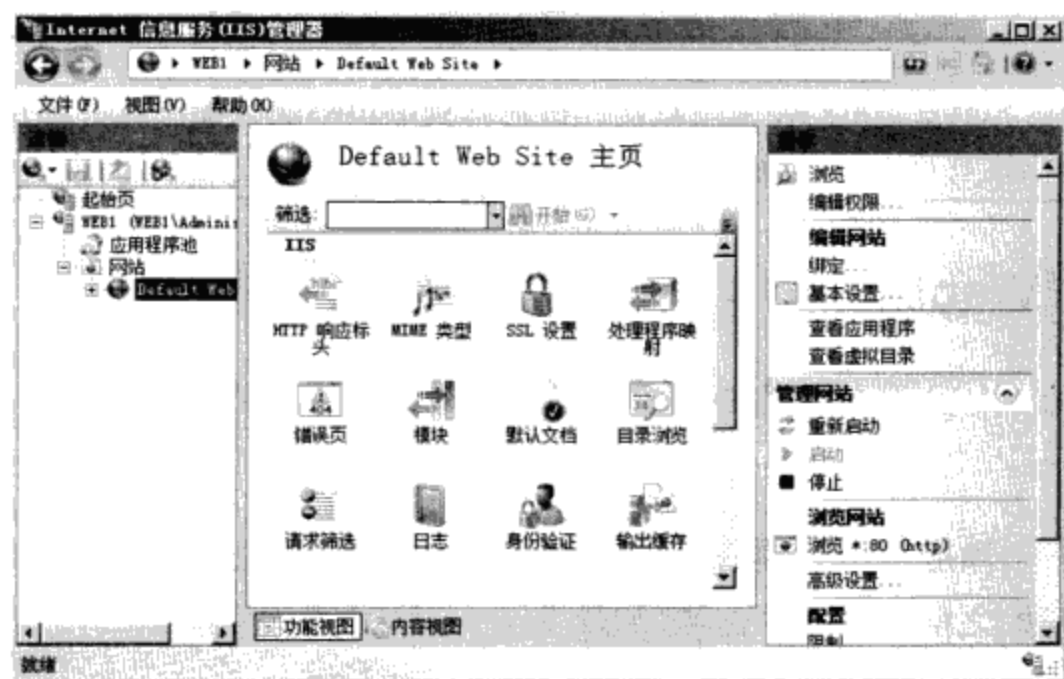 Internet 信息服务(IIS)管理器
WEB1 网站 Default Web Site
文件(F) 视图(V) 帮助(H)
起始页
WEB1 (WEB1\Adminis
应用程序池
网站
Default Web
Default Web Site 主页
筛选: 开始(G)
IIS
HTTP 响应标头
MIME 类型
SSL 设置
处理程序映射
错误页
模块
默认文档
目录浏览
请求筛选
日志
身份验证
输出缓存
功能视图 内容视图
浏览
编辑权限...
编辑网站
绑定...
基本设置...
查看应用程序
查看虚拟目录
管理网站
重新启动
启动
停止
浏览网站
浏览 *:80 (http)
高级设置...
配置
限制...
就绪